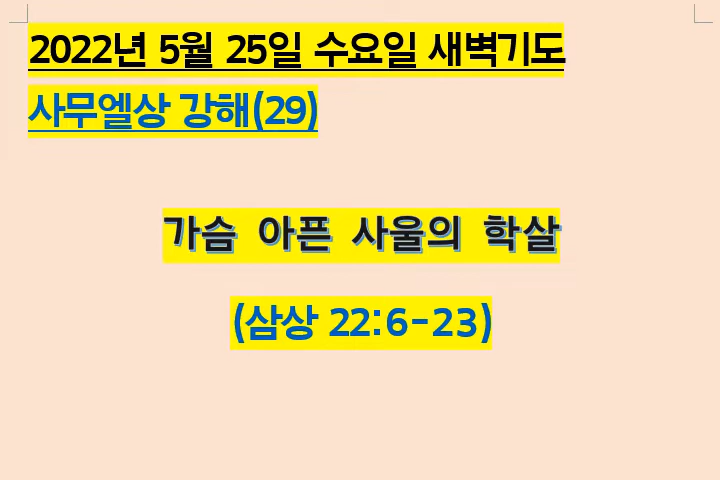 2022년 5월 25일 수요일 새벽기도
사무엘상 강해(29)
가슴 아픈 사울의 학살
(삼상 22:6-23)